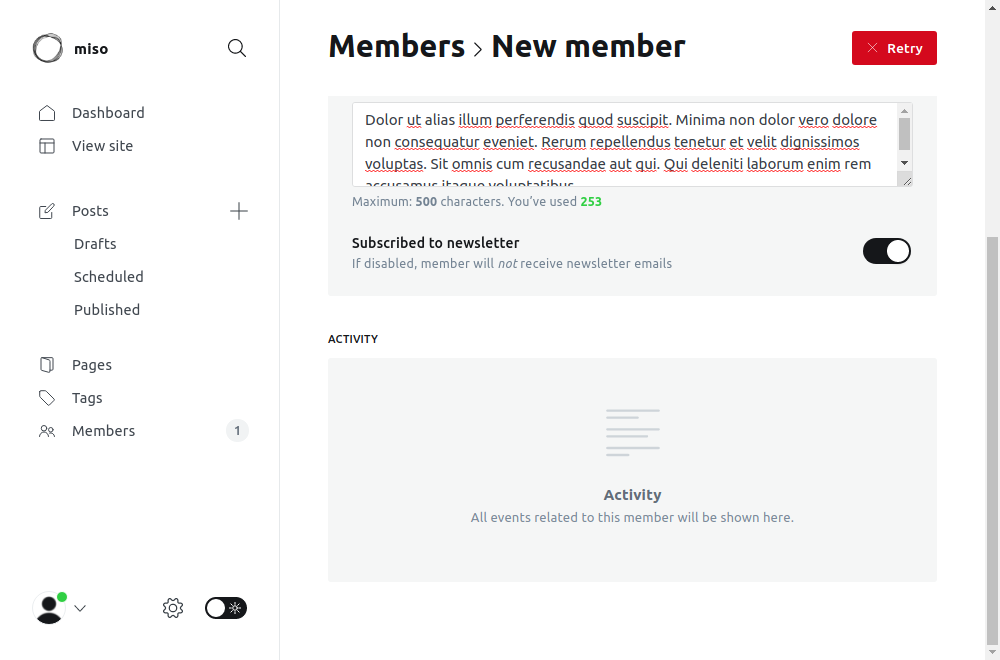 miso
Members > New member
Retry
Dashboard
View site
Posts
Drafts
Scheduled
Published
Pages
Tags
Members 1
Dolor ut alias illum perferendis quod suscipit. Minima non dolor vero dolore
non consequatur eveniet. Rerum repellendus tenetur et velit dignissimos
voluptas. Sit omnis cum recusandae aut qui. Qui deleniti laborum enim rem
accusamus itaque voluptatibus.
Maximum: 500 characters. You’ve used 253
Subscribed to newsletter
If disabled, member will not receive newsletter emails
ACTIVITY
Activity
All events related to this member will be shown here.